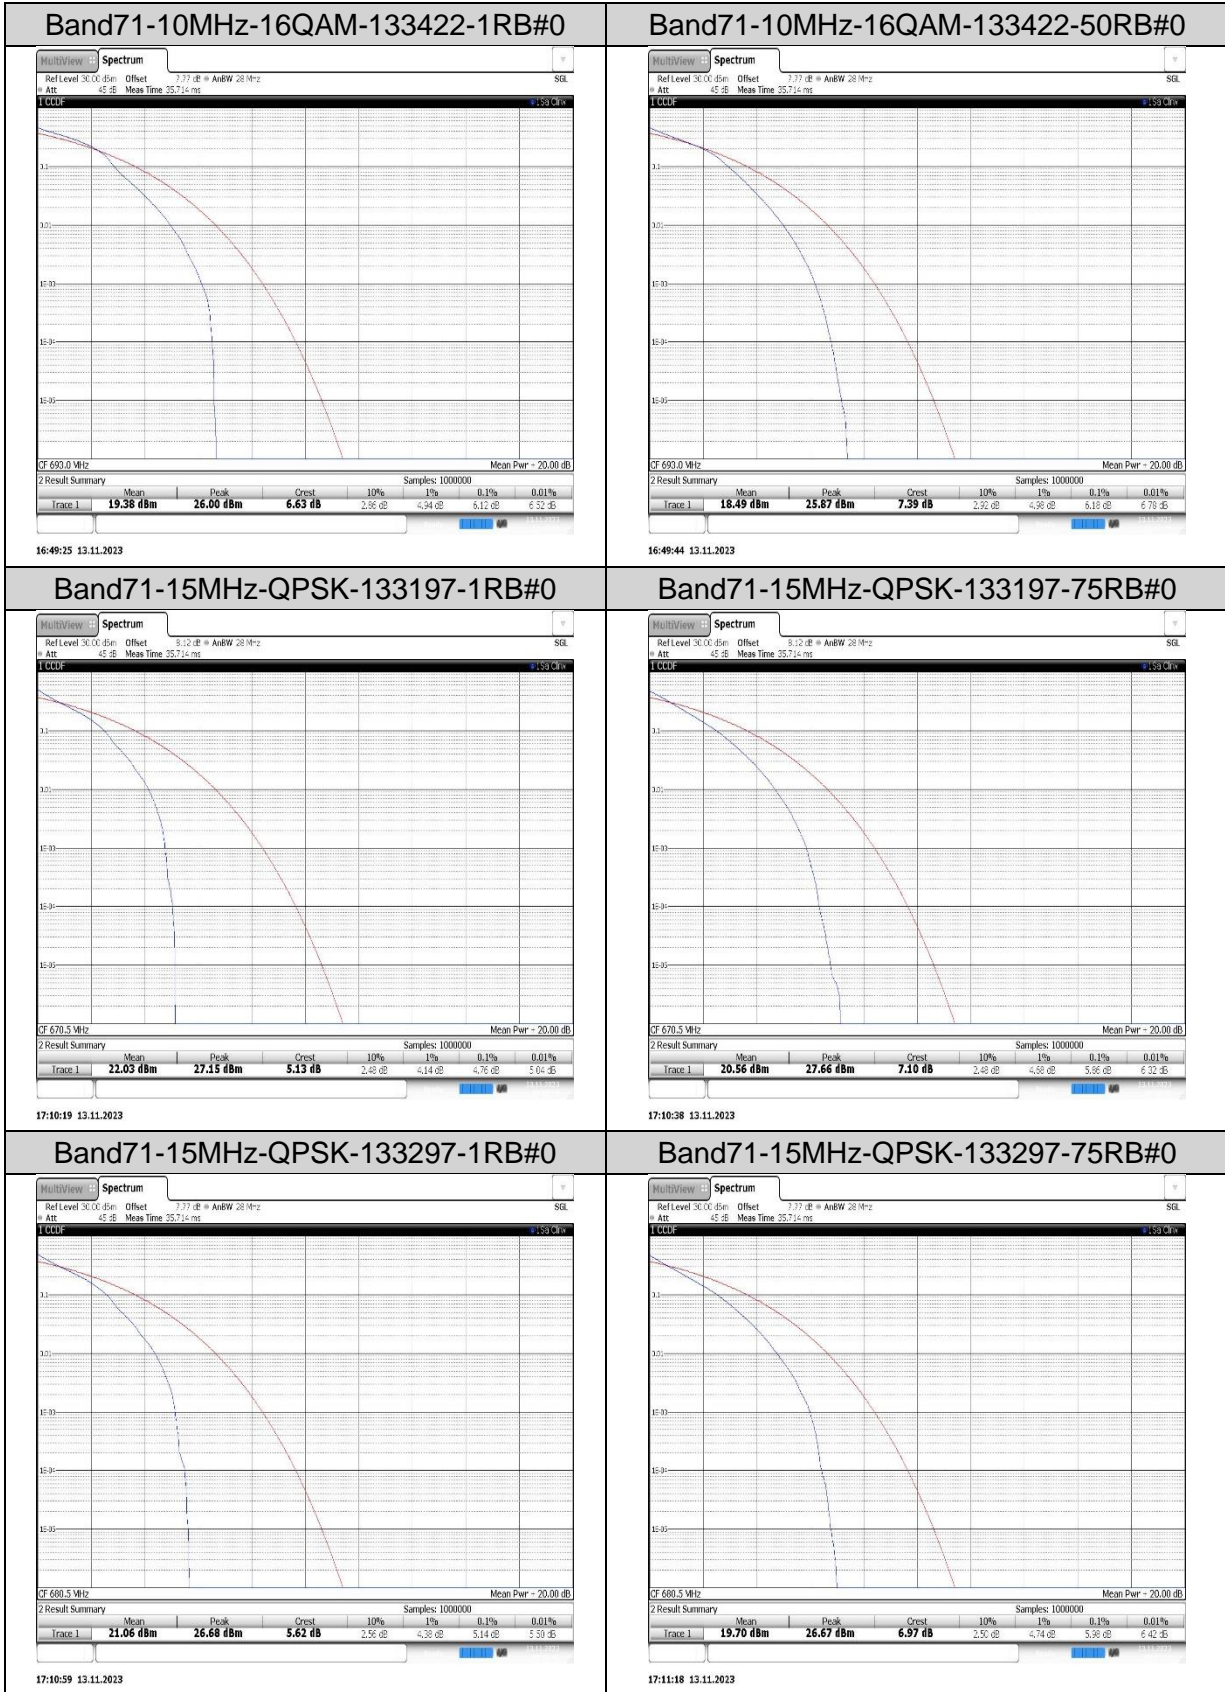 Band71-10MHz-16QAM-133422-1RB#0
MultiView Spectrum
Ref Level 30.00 dBm Offset 7.77 dB AnBW 28 MHz SGL
Att 45 dB Meas Time 35.714 ms
1 CCDF 1Sa Clrw
0.1
0.01
1E-03
1E-04
1E-05
CF 693.0 MHz Mean Pwr + 20.00 dB
2 Result Summary Samples: 1000000
Mean Peak Crest 10% 1% 0.1% 0.01%
Trace 1 19.38 dBm 26.00 dBm 6.63 dB 2.86 dB 4.94 dB 6.12 dB 6.52 dB
16:49:25 13.11.2023
Band71-10MHz-16QAM-133422-50RB#0
MultiView Spectrum
Ref Level 30.00 dBm Offset 7.77 dB AnBW 28 MHz SGL
Att 45 dB Meas Time 35.714 ms
1 CCDF 1Sa Clrw
0.1
0.01
1E-03
1E-04
1E-05
CF 693.0 MHz Mean Pwr + 20.00 dB
2 Result Summary Samples: 1000000
Mean Peak Crest 10% 1% 0.1% 0.01%
Trace 1 18.49 dBm 25.87 dBm 7.39 dB 2.92 dB 4.98 dB 6.18 dB 6.78 dB
16:49:44 13.11.2023
Band71-15MHz-QPSK-133197-1RB#0
MultiView Spectrum
Ref Level 30.00 dBm Offset 8.12 dB AnBW 28 MHz SGL
Att 45 dB Meas Time 35.714 ms
1 CCDF 1Sa Clrw
0.1
0.01
1E-03
1E-04
1E-05
CF 670.5 MHz Mean Pwr + 20.00 dB
2 Result Summary Samples: 1000000
Mean Peak Crest 10% 1% 0.1% 0.01%
Trace 1 22.03 dBm 27.15 dBm 5.13 dB 2.48 dB 4.14 dB 4.76 dB 5.04 dB
17:10:19 13.11.2023
Band71-15MHz-QPSK-133197-75RB#0
MultiView Spectrum
Ref Level 30.00 dBm Offset 8.12 dB AnBW 28 MHz SGL
Att 45 dB Meas Time 35.714 ms
1 CCDF 1Sa Clrw
0.1
0.01
1E-03
1E-04
1E-05
CF 670.5 MHz Mean Pwr + 20.00 dB
2 Result Summary Samples: 1000000
Mean Peak Crest 10% 1% 0.1% 0.01%
Trace 1 20.56 dBm 27.66 dBm 7.10 dB 2.48 dB 4.58 dB 5.86 dB 6.32 dB
17:10:38 13.11.2023
Band71-15MHz-QPSK-133297-1RB#0
MultiView Spectrum
Ref Level 30.00 dBm Offset 7.77 dB AnBW 28 MHz SGL
Att 45 dB Meas Time 35.714 ms
1 CCDF 1Sa Clrw
0.1
0.01
1E-03
1E-04
1E-05
CF 680.5 MHz Mean Pwr + 20.00 dB
2 Result Summary Samples: 1000000
Mean Peak Crest 10% 1% 0.1% 0.01%
Trace 1 21.06 dBm 26.68 dBm 5.62 dB 2.56 dB 4.38 dB 5.14 dB 5.50 dB
17:10:59 13.11.2023
Band71-15MHz-QPSK-133297-75RB#0
MultiView Spectrum
Ref Level 30.00 dBm Offset 7.77 dB AnBW 28 MHz SGL
Att 45 dB Meas Time 35.714 ms
1 CCDF 1Sa Clrw
0.1
0.01
1E-03
1E-04
1E-05
CF 680.5 MHz Mean Pwr + 20.00 dB
2 Result Summary Samples: 1000000
Mean Peak Crest 10% 1% 0.1% 0.01%
Trace 1 19.70 dBm 26.67 dBm 6.97 dB 2.50 dB 4.74 dB 5.98 dB 6.42 dB
17:11:18 13.11.2023